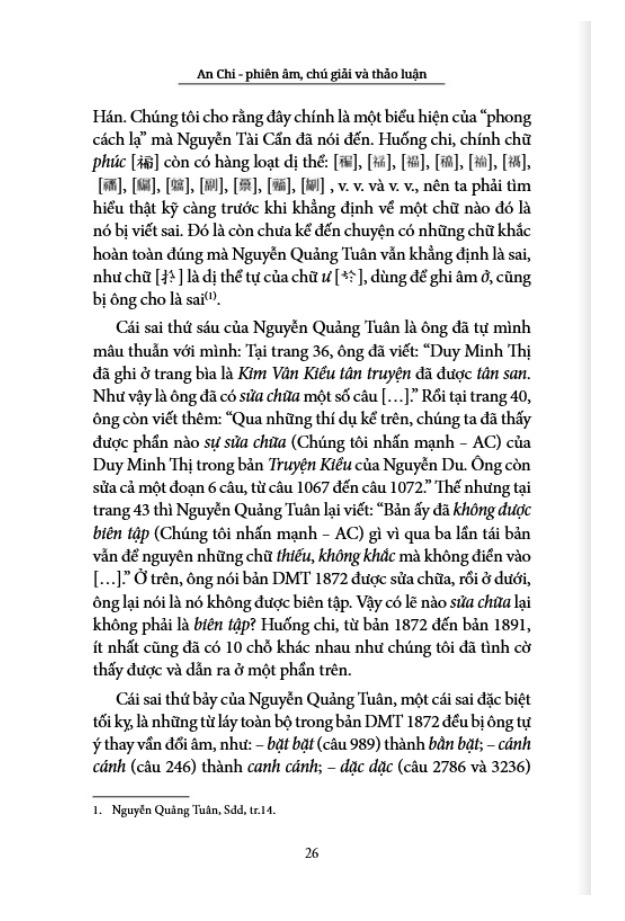 An Chi - phiên âm, chú giải và thảo luận
Hán. Chúng tôi cho rằng đây chính là một biểu hiện của “phong
cách lạ” mà Nguyễn Tài Cẩn đã nói đến. Huống chi, chính chữ
phúc [] còn có hàng loạt dị thể: [], [], [], [], [], [],
[], [], [], [], [], [], [] , v. v. và v. v., nên ta phải tìm
hiểu thật kỹ càng trước khi khẳng định về một chữ nào đó là
nó bị viết sai. Đó là còn chưa kể đến chuyện có những chữ khắc
hoàn toàn đúng mà Nguyễn Quảng Tuân vẫn khẳng định là sai,
như chữ [] là dị thể tự của chữ ư [], dùng để ghi âm ở, cũng
bị ông cho là sai(1).
Cái sai thứ sáu của Nguyễn Quảng Tuân là ông đã tự mình
mâu thuẫn với mình: Tại trang 36, ông đã viết: “Duy Minh Thị
đã ghi ở trang bìa là Kim Vân Kiều tân truyện đã được tân san.
Như vậy là ông đã có sửa chữa một số câu […].” Rồi tại trang 40,
ông còn viết thêm: “Qua những thí dụ kể trên, chúng ta đã thấy
được phần nào sự sửa chữa (Chúng tôi nhấn mạnh – AC) của
Duy Minh Thị trong bản Truyện Kiều của Nguyễn Du. Ông còn
sửa cả một đoạn 6 câu, từ câu 1067 đến câu 1072.” Thế nhưng tại
trang 43 thì Nguyễn Quảng Tuân lại viết: “Bản ấy đã không được
biên tập (Chúng tôi nhấn mạnh – AC) gì vì qua ba lần tái bản
vẫn để nguyên những chữ thiếu, không khắc mà không điền vào
[…].” Ở trên, ông nói bản DMT 1872 được sửa chữa, rồi ở dưới,
ông lại nói là nó không được biên tập. Vậy có lẽ nào sửa chữa lại
không phải là biên tập? Huống chi, từ bản 1872 đến bản 1891,
ít nhất cũng đã có 10 chỗ khác nhau như chúng tôi đã tình cờ
thấy được và dẫn ra ở một phần trên.
Cái sai thứ bảy của Nguyễn Quảng Tuân, một cái sai đặc biệt
tối kỵ, là những từ láy toàn bộ trong bản DMT 1872 đều bị ông tự
ý thay vần đổi âm, như: – bặt bặt (câu 989) thành bằn bặt; – cánh
cánh (câu 246) thành canh cánh; – dặc dặc (câu 2786 và 3236)
1. Nguyễn Quảng Tuân, Sdd, tr.14.
26